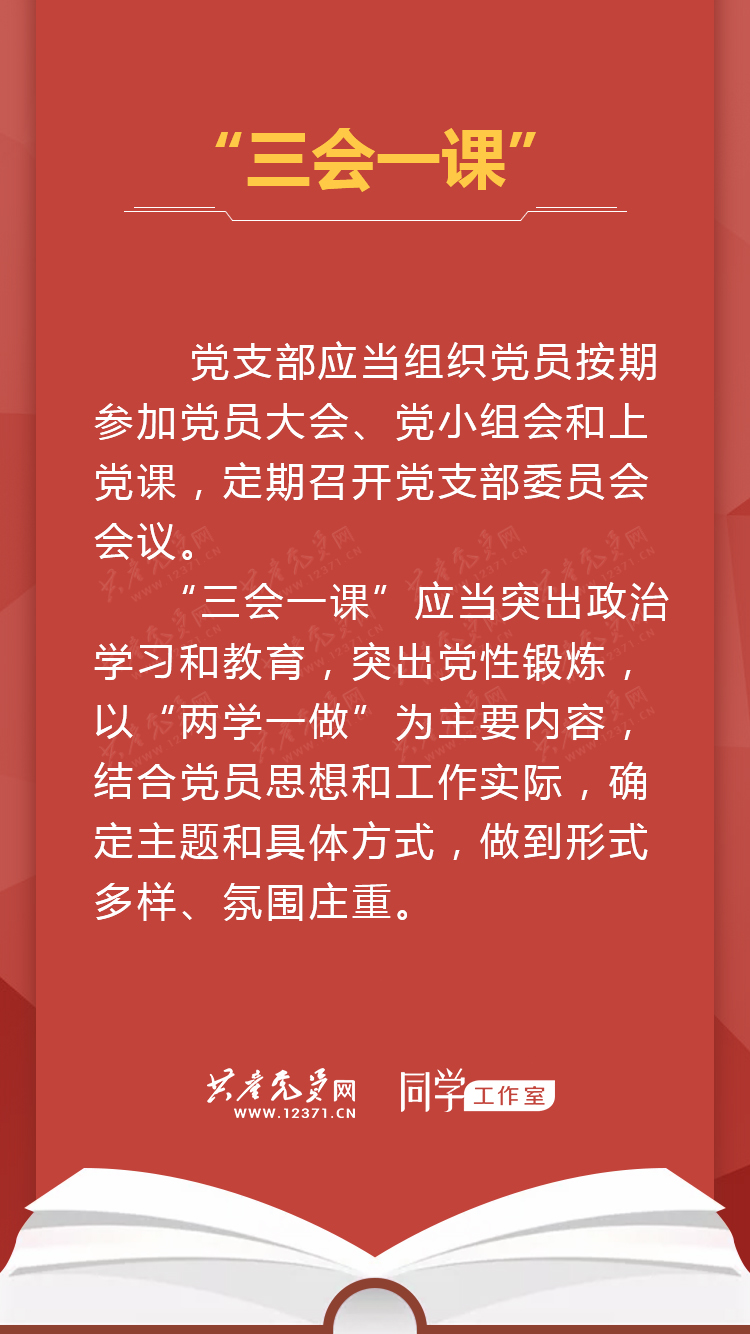 “三会一课”
党支部应当组织党员按期
参加党员大会、党小组会和上
党课，定期召开党支部委员会
会议。
“三会一课”应当突出政治
学习和教育，突出党性锻炼，
以“两学一做”为主要内容，
结合党员思想和工作实际，确
定主题和具体方式，做到形式
多样、氛围庄重。
共产党员网
WWW.12371.CN
同学工作室